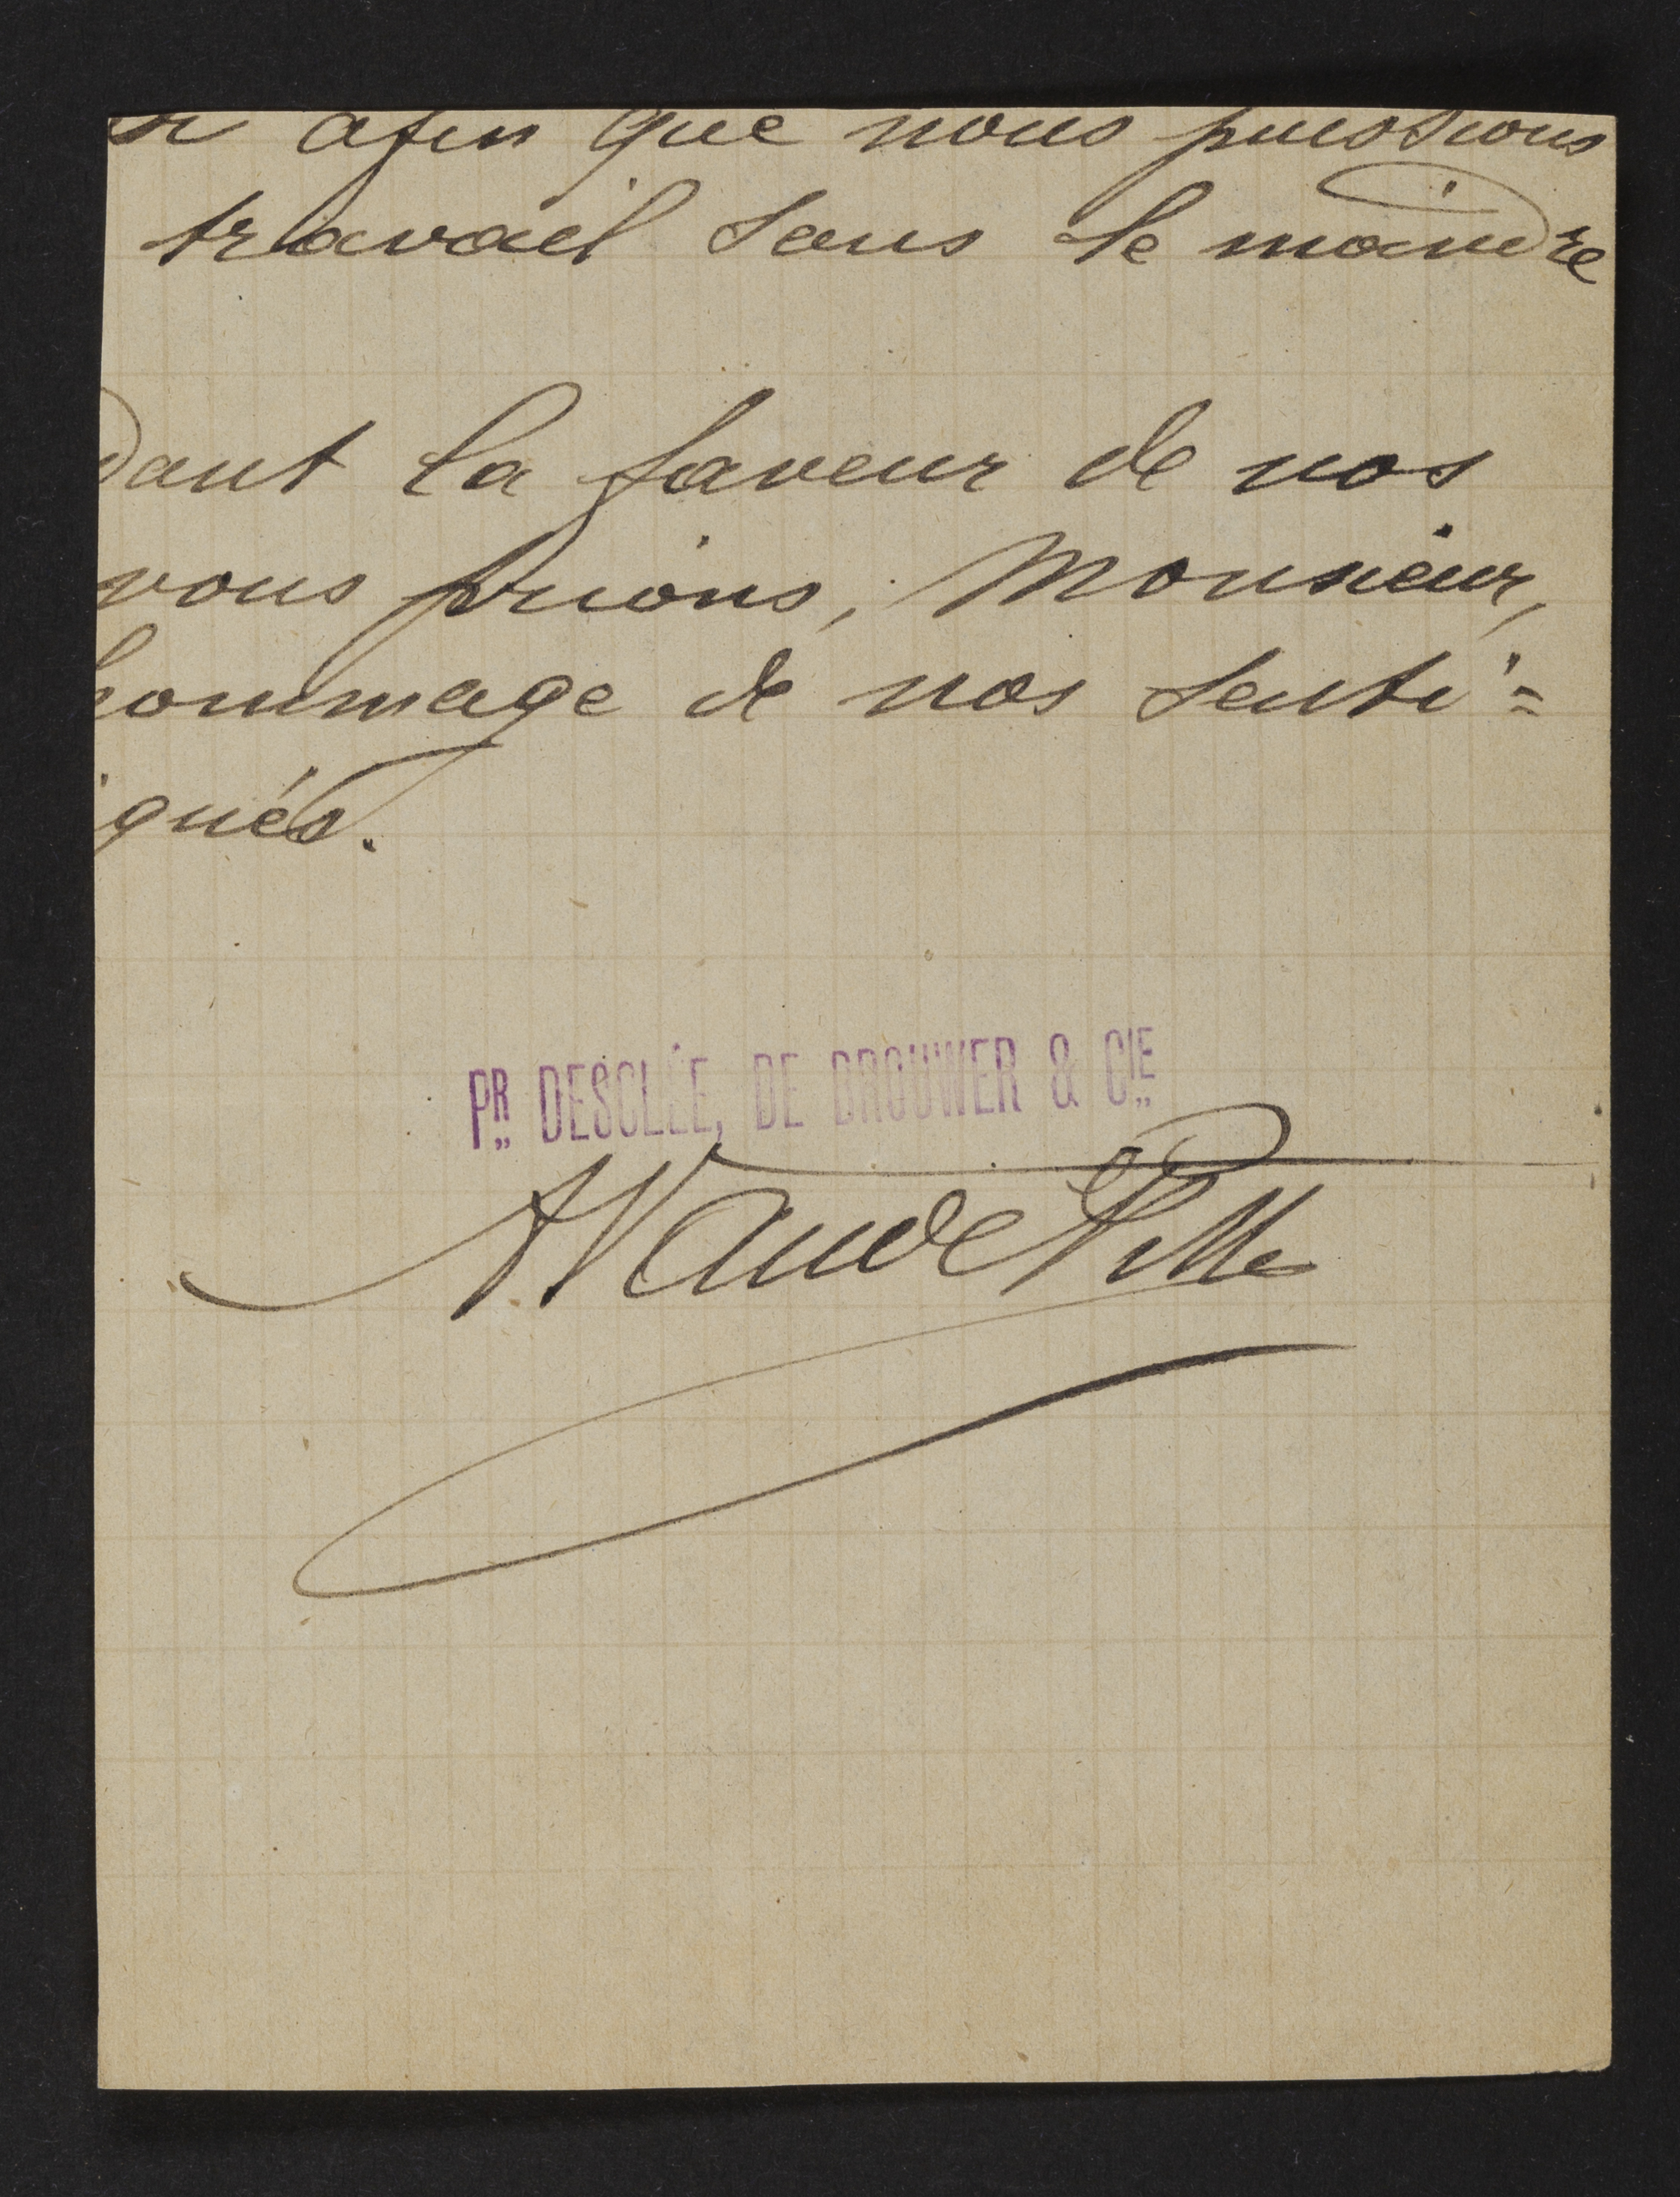 afin que nous puissions
travail sans le moindre
dant la faveur de vos
vous prions, Monsieur,
hommage de nos senti=
gués.
PR DESCLÉE, DE BROUWER & CIE